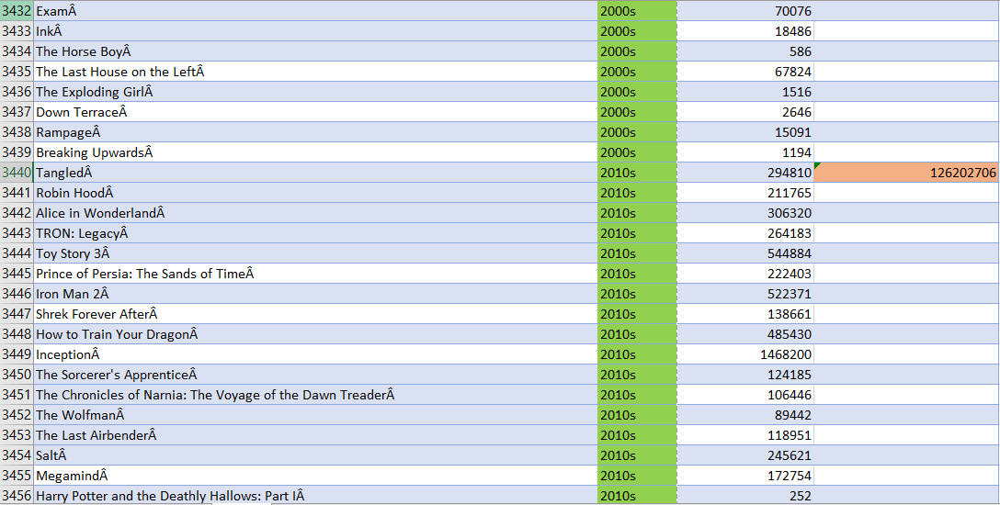 3432 ExamÂ 2000s 70076
3433 InkÂ 2000s 18486
3434 The Horse BoyÂ 2000s 586
3435 The Last House on the LeftÂ 2000s 67824
3436 The Exploding GirlÂ 2000s 1516
3437 Down TerraceÂ 2000s 2646
3438 RampageÂ 2000s 15091
3439 Breaking UpwardsÂ 2000s 1194
3440 TangledÂ 2010s 294810 126202706
3441 Robin HoodÂ 2010s 211765
3442 Alice in WonderlandÂ 2010s 306320
3443 TRON: LegacyÂ 2010s 264183
3444 Toy Story 3Â 2010s 544884
3445 Prince of Persia: The Sands of TimeÂ 2010s 222403
3446 Iron Man 2Â 2010s 522371
3447 Shrek Forever AfterÂ 2010s 138661
3448 How to Train Your DragonÂ 2010s 485430
3449 InceptionÂ 2010s 1468200
3450 The Sorcerer's ApprenticeÂ 2010s 124185
3451 The Chronicles of Narnia: The Voyage of the Dawn TreaderÂ 2010s 106446
3452 The WolfmanÂ 2010s 89442
3453 The Last AirbenderÂ 2010s 118951
3454 SaltÂ 2010s 245621
3455 MegamindÂ 2010s 172754
3456 Harry Potter and the Deathly Hallows: Part IÂ 2010s 252